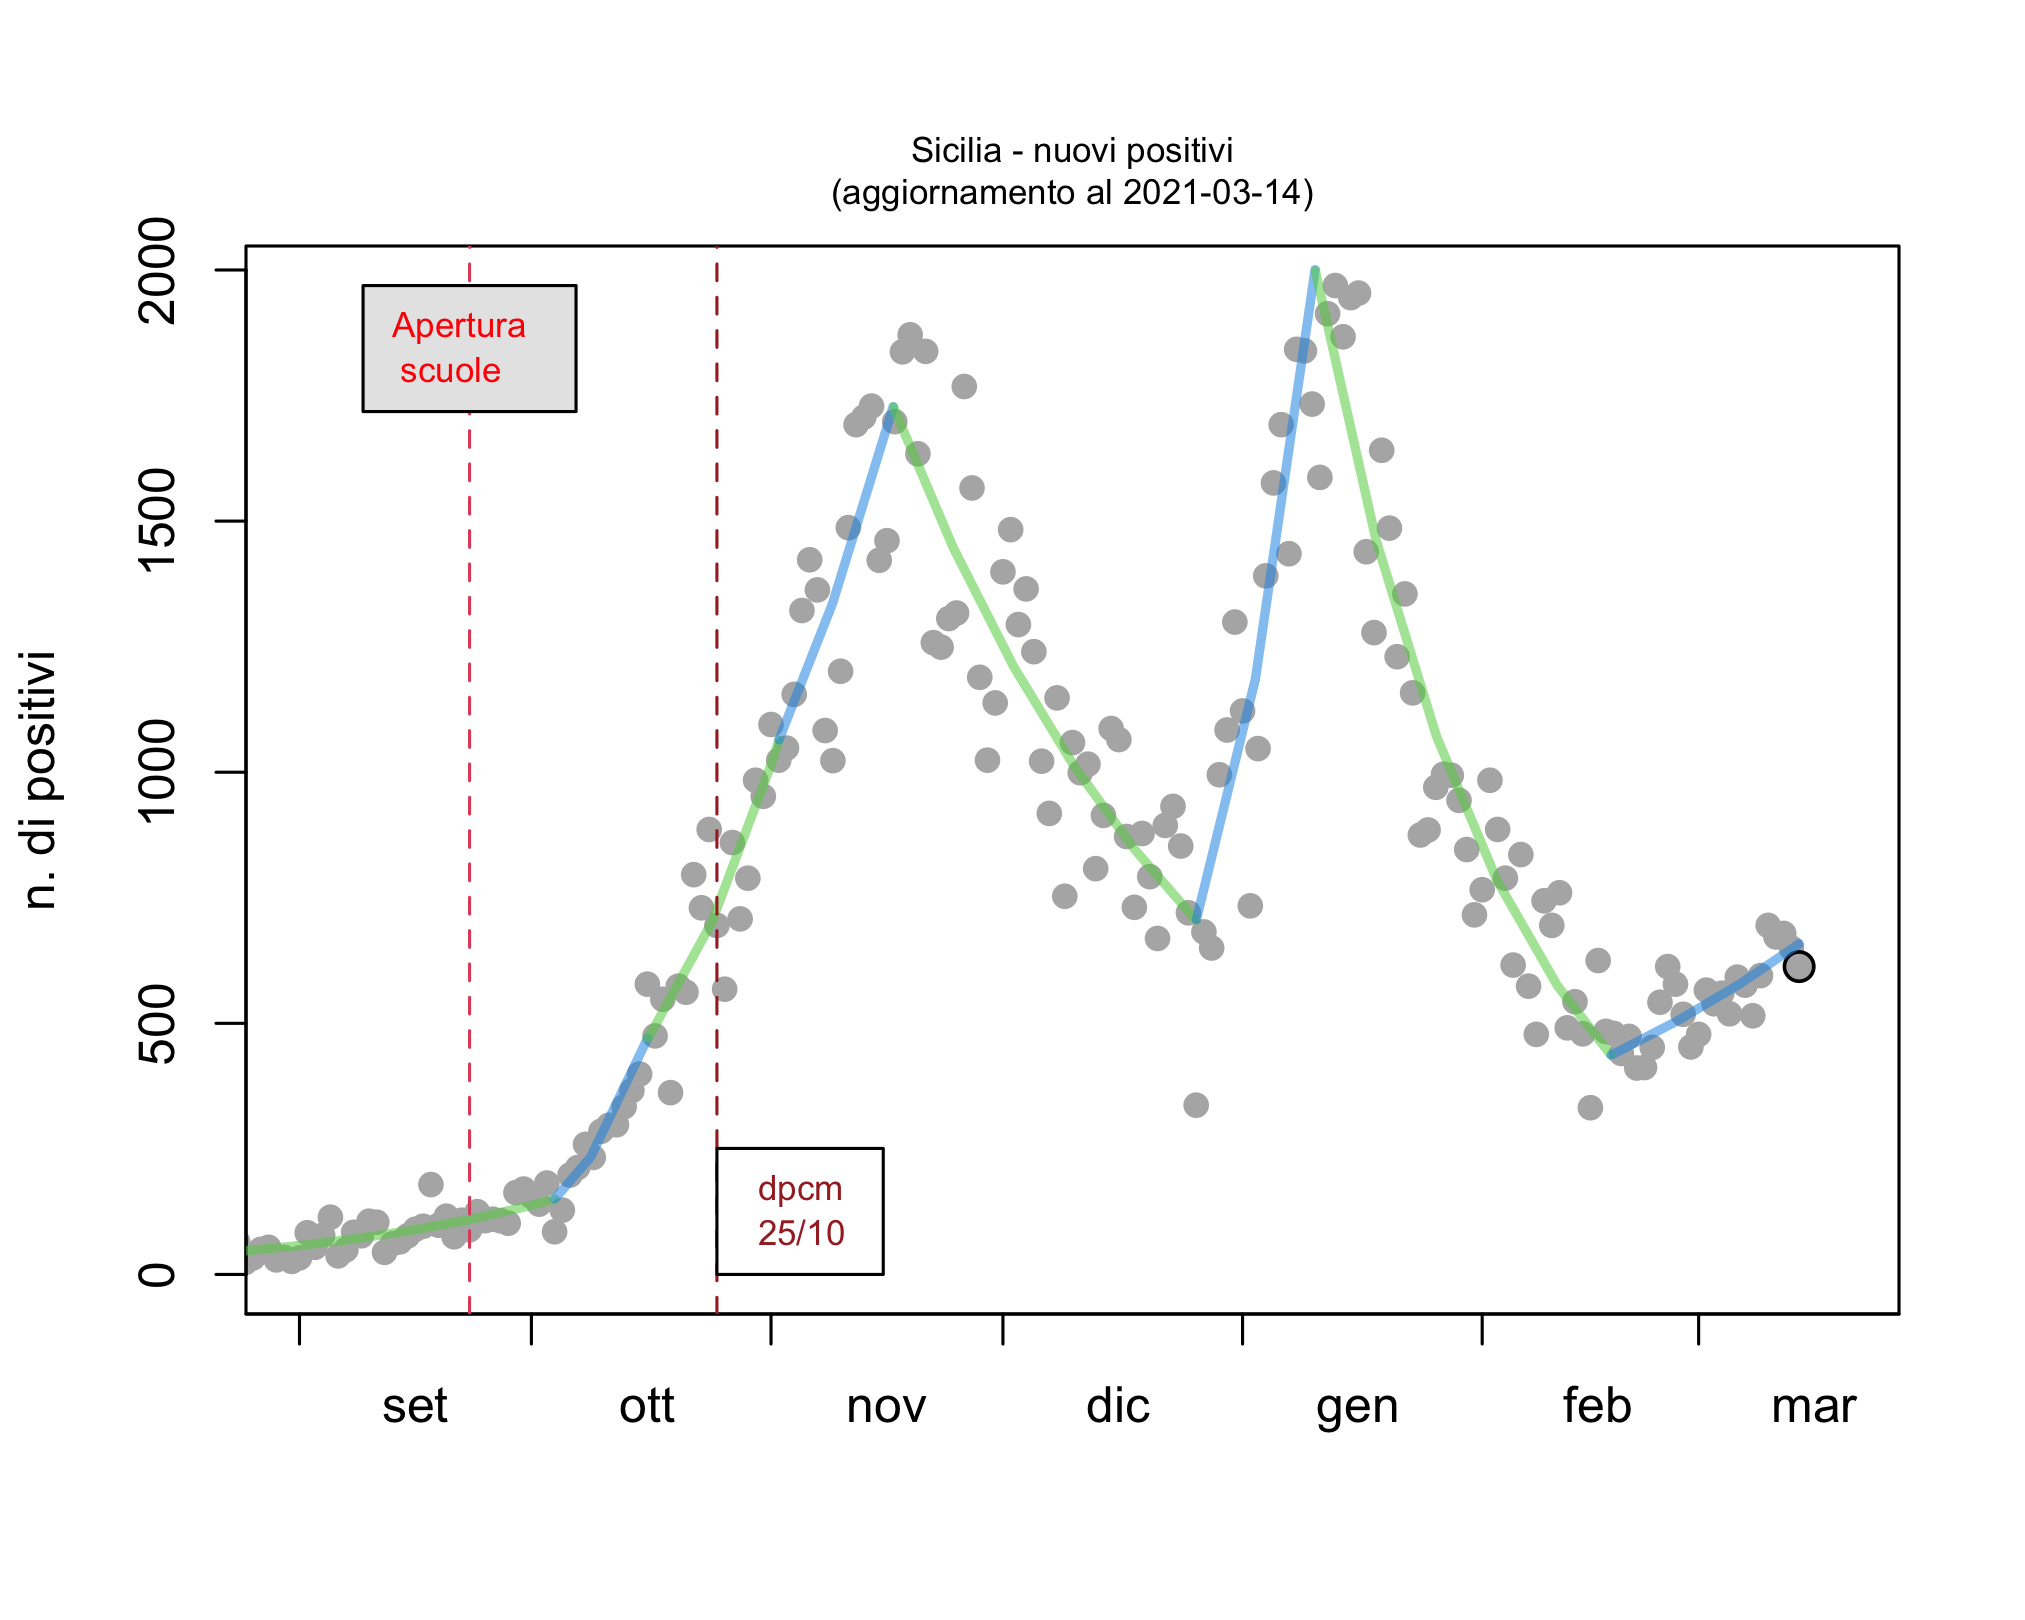 Sicilia - nuovi positivi
(aggiornamento al 2021-03-14)
n. di positivi
2000
1500
1000
500
0
Apertura
scuole
dpcm
25/10
set ott nov dic gen feb mar